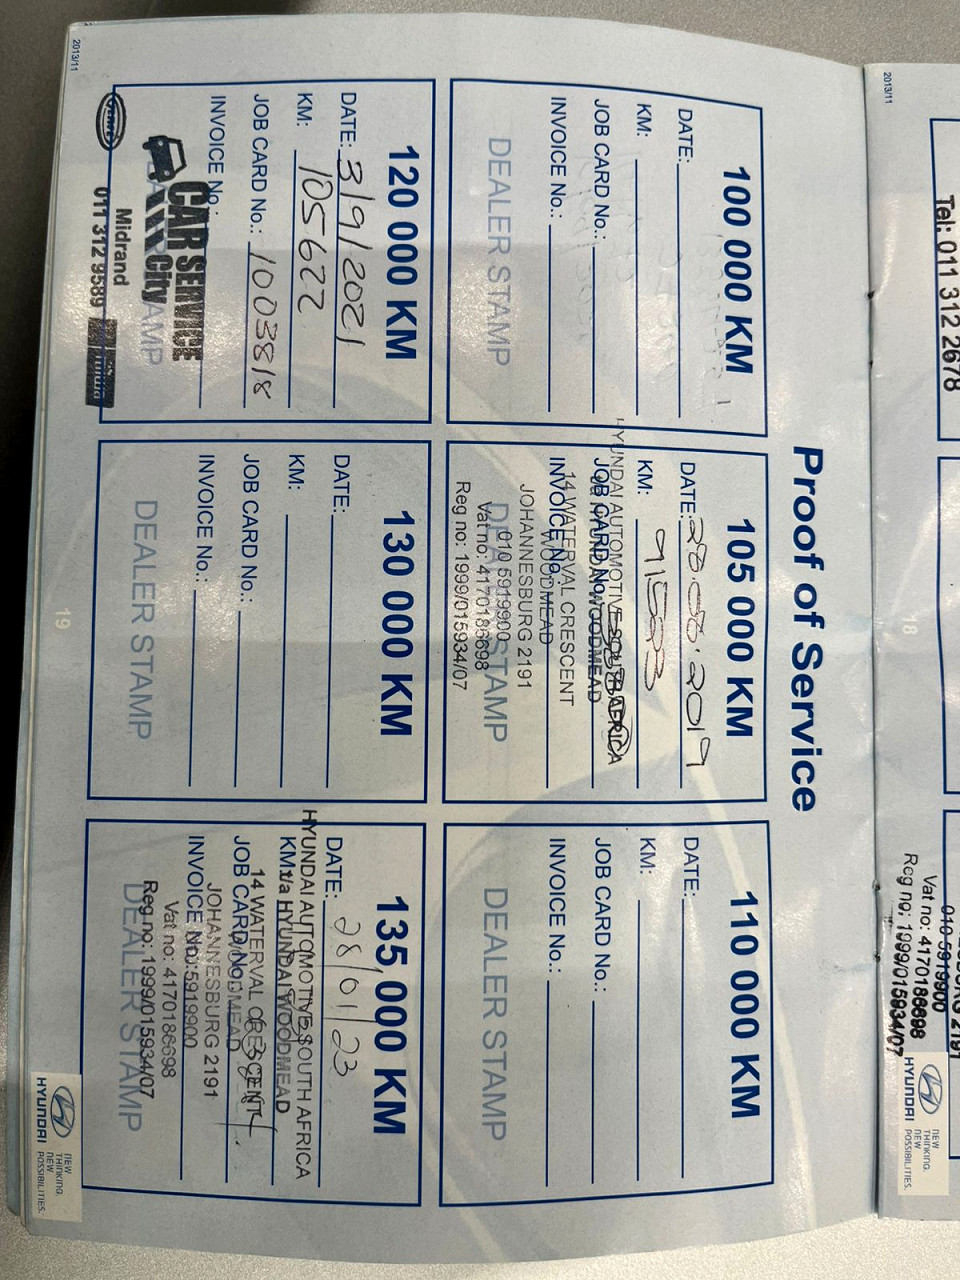 2013/11
Proof of Service
100 000 KM
DATE:
KM:
JOB CARD No.:
INVOICE No.:
DEALER STAMP
105 000 KM
DATE: 28.08.2019
KM: 91523
HYUNDAI AUTOMOTIVE SOUTH AFRICA
JOB CARD No.:
WOODMEAD
14 WATERVAL CRESCENT
INVOICE No.:
WOODMEAD
JOHANNESBURG 2191
010 5919900
DEALER STAMP
Vat no: 4170186698
Reg no: 1999/015934/07
110 000 KM
DATE:
KM:
JOB CARD No.:
INVOICE No.:
DEALER STAMP
120 000 KM
DATE: 3/9/2021
KM: 105622
JOB CARD No.: 1003818
INVOICE No.:
CAR SERVICE
City
Midrand
011 312 9589
130 000 KM
DATE:
KM:
JOB CARD No.:
INVOICE No.:
DEALER STAMP
135,000 KM
DATE: 28/01/23
HYUNDAI AUTOMOTIVE SOUTH AFRICA
KM:
t/a HYUNDAI WOODMEAD
14 WATERVAL CRESCENT
JOB CARD No.:
WOODMEAD
JOHANNESBURG 2191
INVOICE No.:
5919900
Vat no: 4170186698
Reg no: 1999/015934/07
DEALER STAMP
19
HYUNDAI
NEW
THINKING.
NEW
POSSIBILITIES.
2013/11
Tel: 011 312 2678
18
010 5919900
Vat no: 4170186698
Reg no: 1999/015934/07
HYUNDAI
NEW
THINKING.
NEW
POSSIBILITIES.